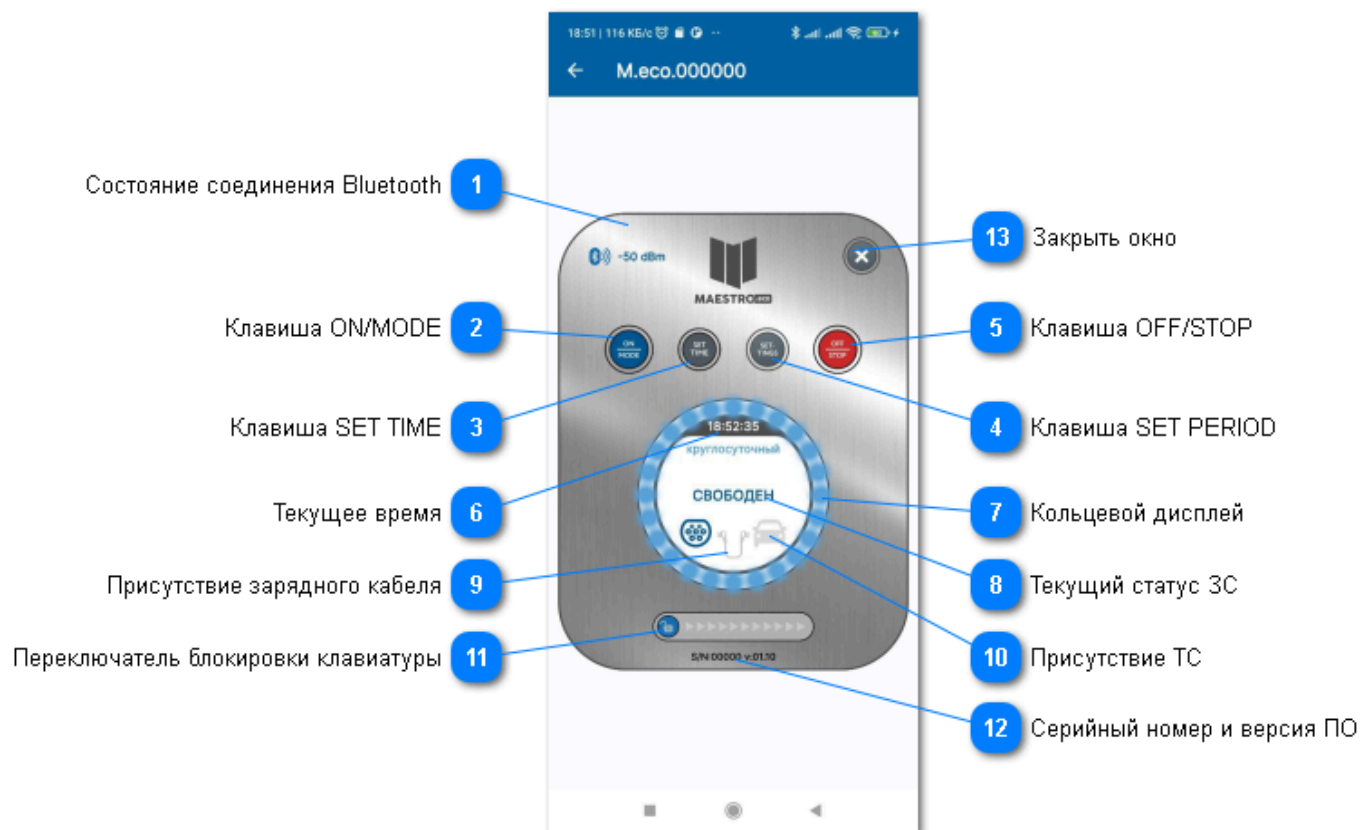 18:51 | 116 КБ/с
M.eco.000000
Состояние соединения Bluetooth 1
-50 dBm
MAESTRO
13 Закрыть окно
Клавиша ON/MODE 2
ON MODE
SET TIME
SET TINGS
OFF STOP
5 Клавиша OFF/STOP
Клавиша SET TIME 3
4 Клавиша SET PERIOD
18:52:35
круглосуточный
СВОБОДЕН
Текущее время 6
7 Кольцевой дисплей
Присутствие зарядного кабеля 9
8 Текущий статус ЗС
Переключатель блокировки клавиатуры 11
10 Присутствие ТС
S/N:00000 v:01.10
12 Серийный номер и версия ПО